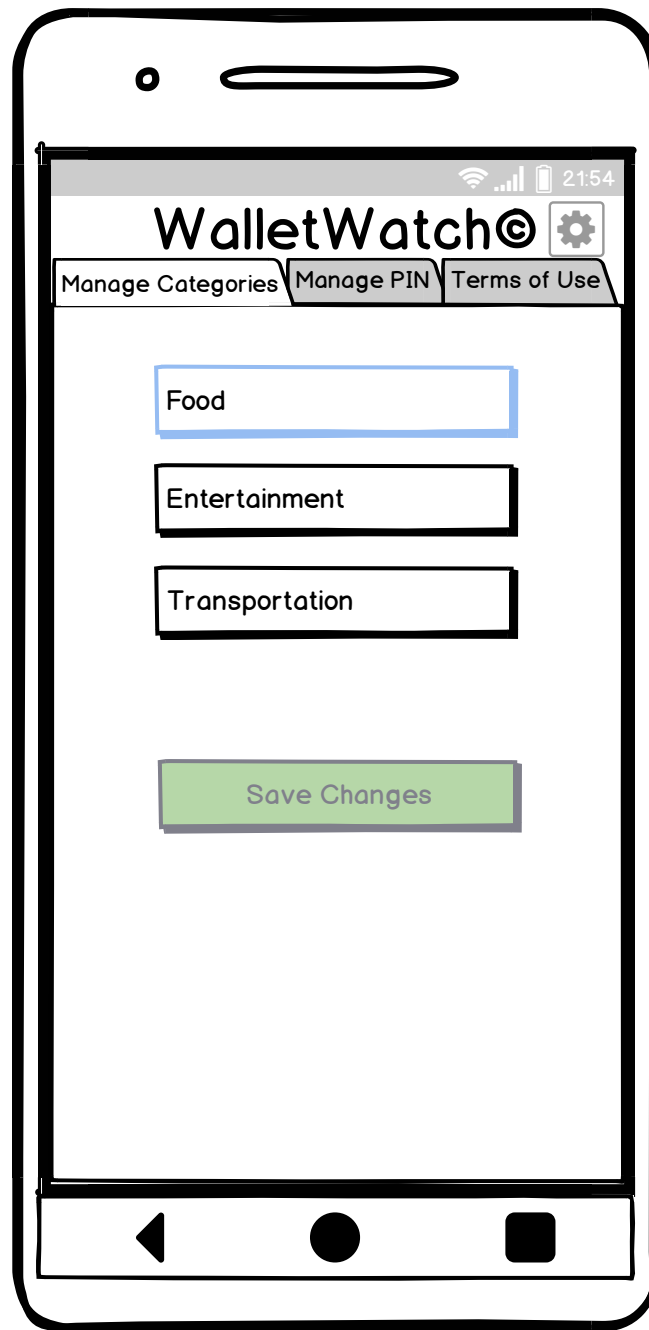 21:54
WalletWatch©
Manage Categories Manage PIN Terms of Use
Food
Entertainment
Transportation
Save Changes